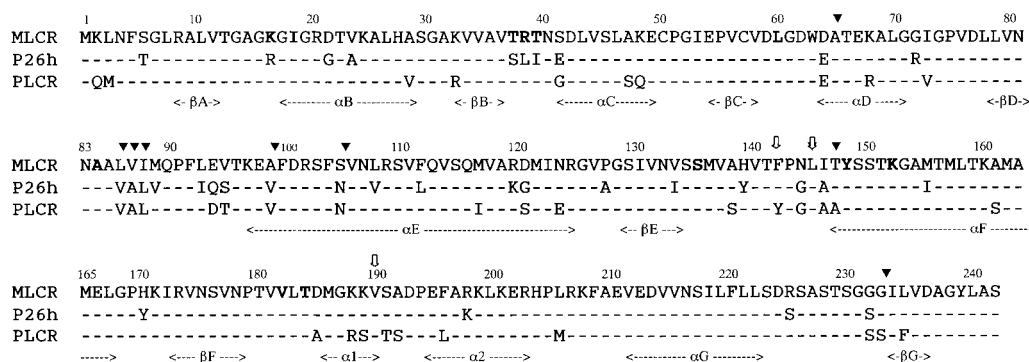 1 10 20 30 40 50 60 ▼ 70 81
MLCR MKLNFSGLRALVTGAGKGIGRDTVKALHASGAKVVAVTRTNSDLVSLAKECPGIEPVCVDLGDWDATEKALGGIGPVDLLVN
P26h -----T----------R----G-A-------------SLI-E----------------------E-------R---------
PLCR -QM-------------------------V---R--------E-----SQ---------------E---R----V--------
<-βA-> <------ αB ------> <-βB-> <---- αC -----> <--βC--> <---- αD ----> <-βD-
83 ▼▼▼ 90 ▼ 100 ▼ 110 120 130 140 ⇩ ⇩ ▼ 150 160
MLCR NAALVIMQPFLEVTKEAFDRSFSVNLRSVFQVSQMVARDMINRGVPGSIVNVSSMVAHVTFPNLITYSSTKGAMTMLTKAMA
P26h ---VALV---IQS---V-----N--V---L-------KG------A-----I-----V----G-A--------I--------
PLCR ---VAL-----DT---V-----N-----------I---S--E--------------S---Y-G-AA-------------S--
<------------ αE -------------> <--βE--> <----------- αF ----
165 170 180 ⇩ 190 200 210 220 230 ▼ 240
MLCR MELGPHKIRVNSVNPTVVLTDMGKKVSADPEFARKLKERHPLRKFAEVEDVVNSILFLLSDRSASTSGGGILVDAGYLAS
P26h -----Y---------------------------K---------------------------S------S-----------
PLCR --------------------A--RS-TS---L---------M--------------------------SS-F--------
-----> <---- βF ----> <-- α1 --> <---- α2 ----> <------- αG -------> <-βG->